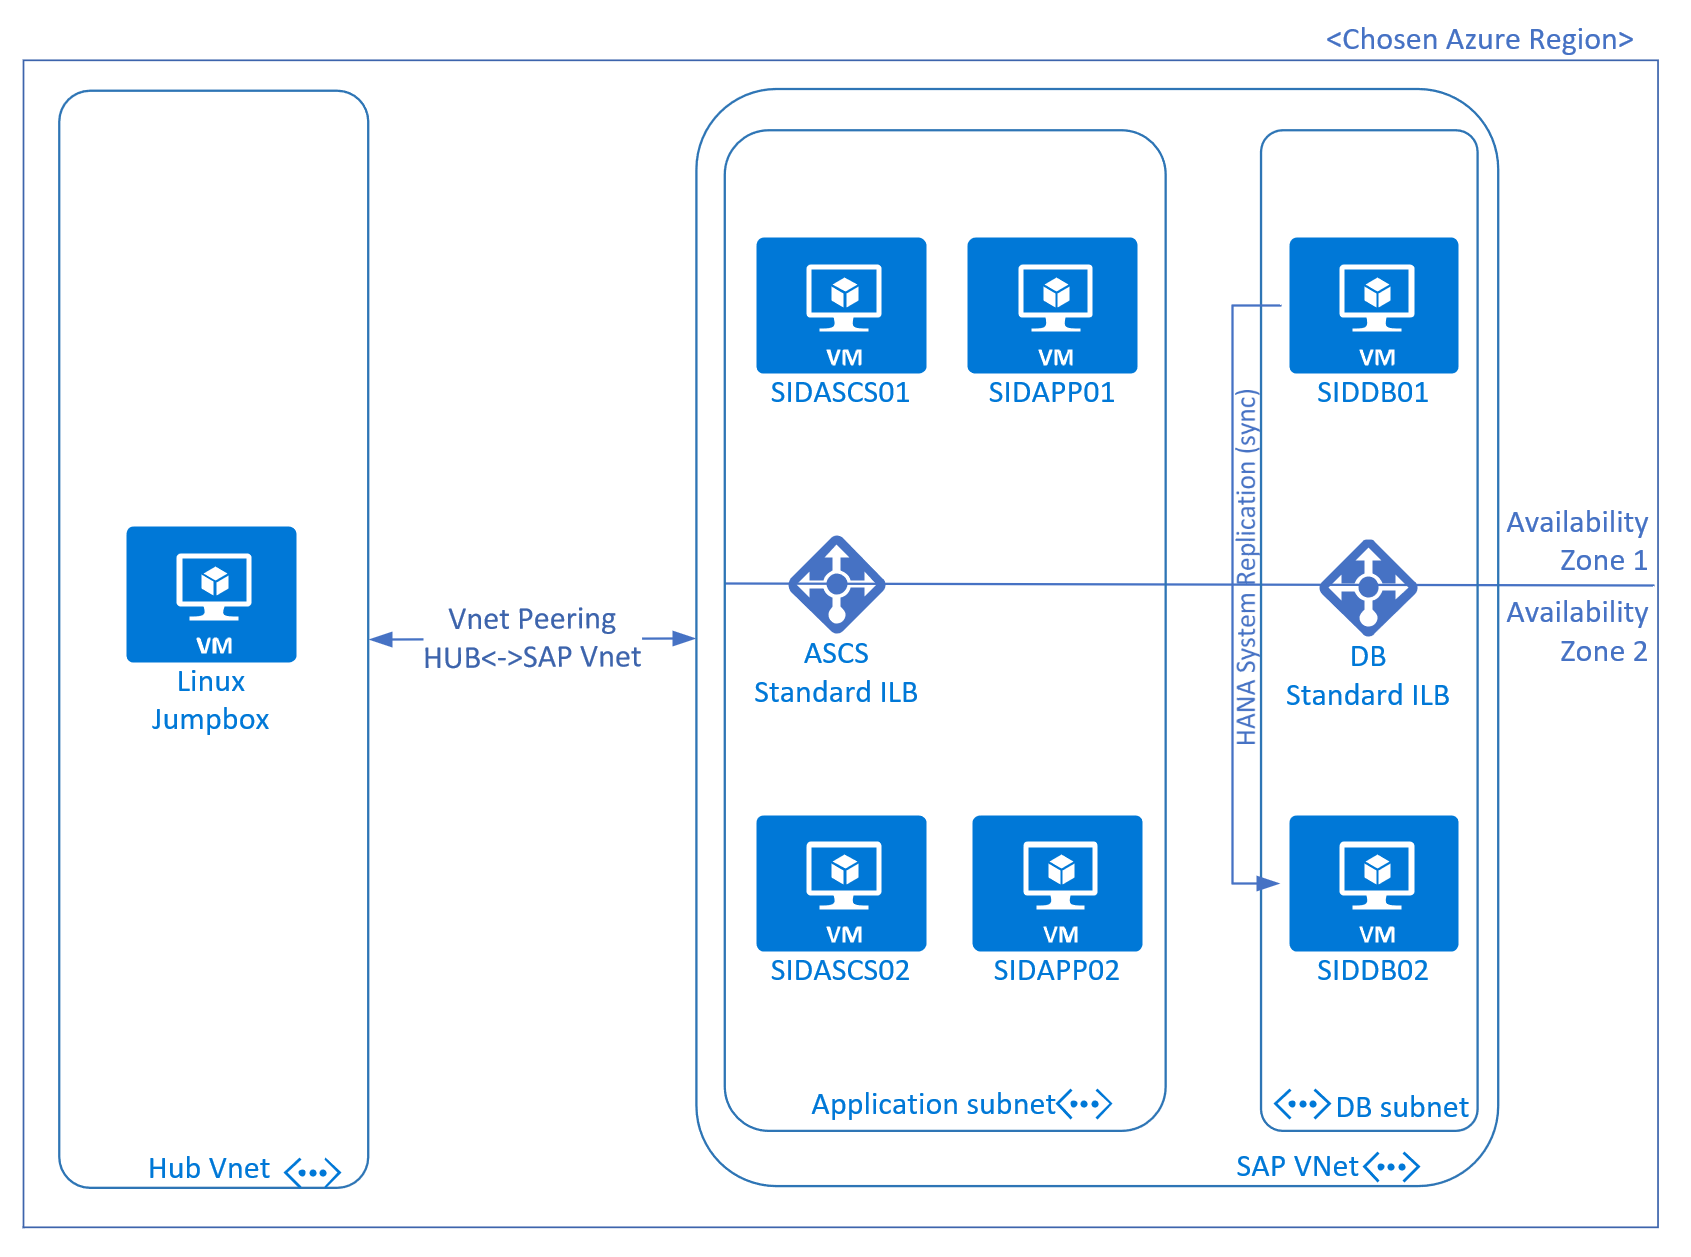 <Chosen Azure Region>
VM
SIDASCS01
VM
SIDAPP01
VM
SIDDB01
HANA System Replication (sync)
Availability
Zone 1
Availability
Zone 2
VM
Linux
Jumpbox
Vnet Peering
HUB<->SAP Vnet
ASCS
Standard ILB
DB
Standard ILB
VM
SIDASCS02
VM
SIDAPP02
VM
SIDDB02
Application subnet
DB subnet
Hub Vnet
SAP VNet